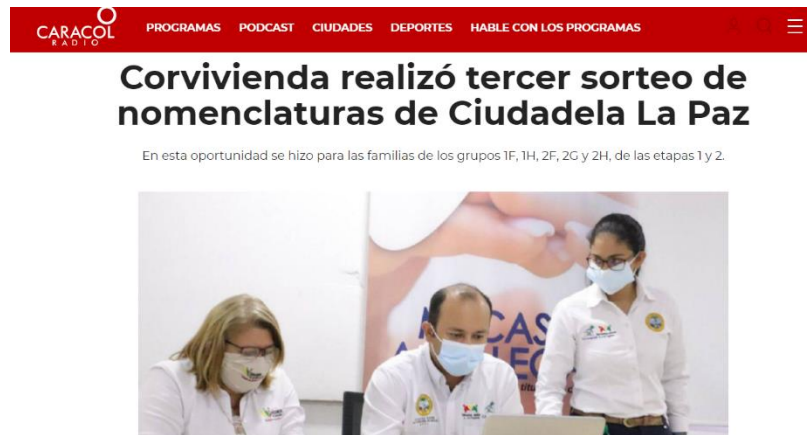 CARACOL
RADIO
PROGRAMAS PODCAST CIUDADES DEPORTES HABLE CON LOS PROGRAMAS
Corvivienda realizó tercer sorteo de
nomenclaturas de Ciudadela La Paz
En esta oportunidad se hizo para las familias de los grupos 1F, 1H, 2F, 2G y 2H, de las etapas 1 y 2.